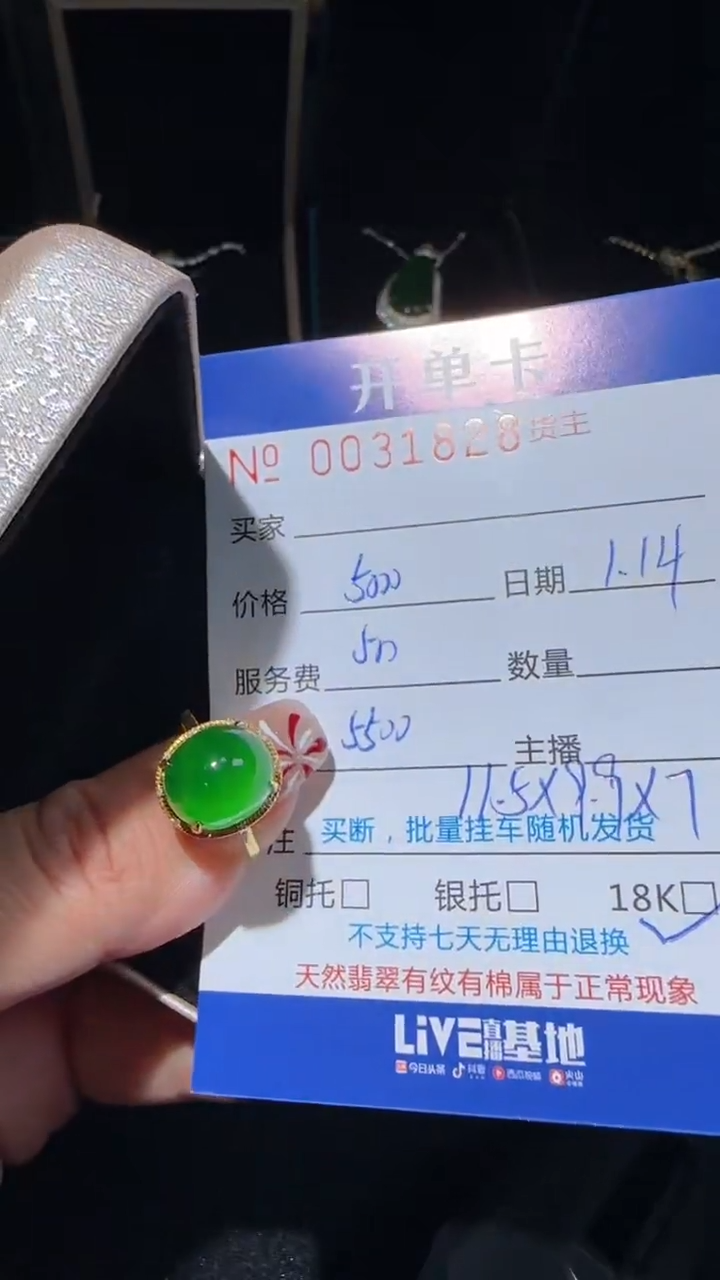 开单卡
№ 0031828 货主
买家
价格 5000 日期 1.14
服务费 500 数量
5500 主播
11.5X9.9X7
注 买断，批量挂车随机发货
铜托□ 银托□ 18K□
不支持七天无理由退换
天然翡翠有纹有棉属于正常现象
LiVE直播基地
今日头条 抖音 西瓜视频 火山